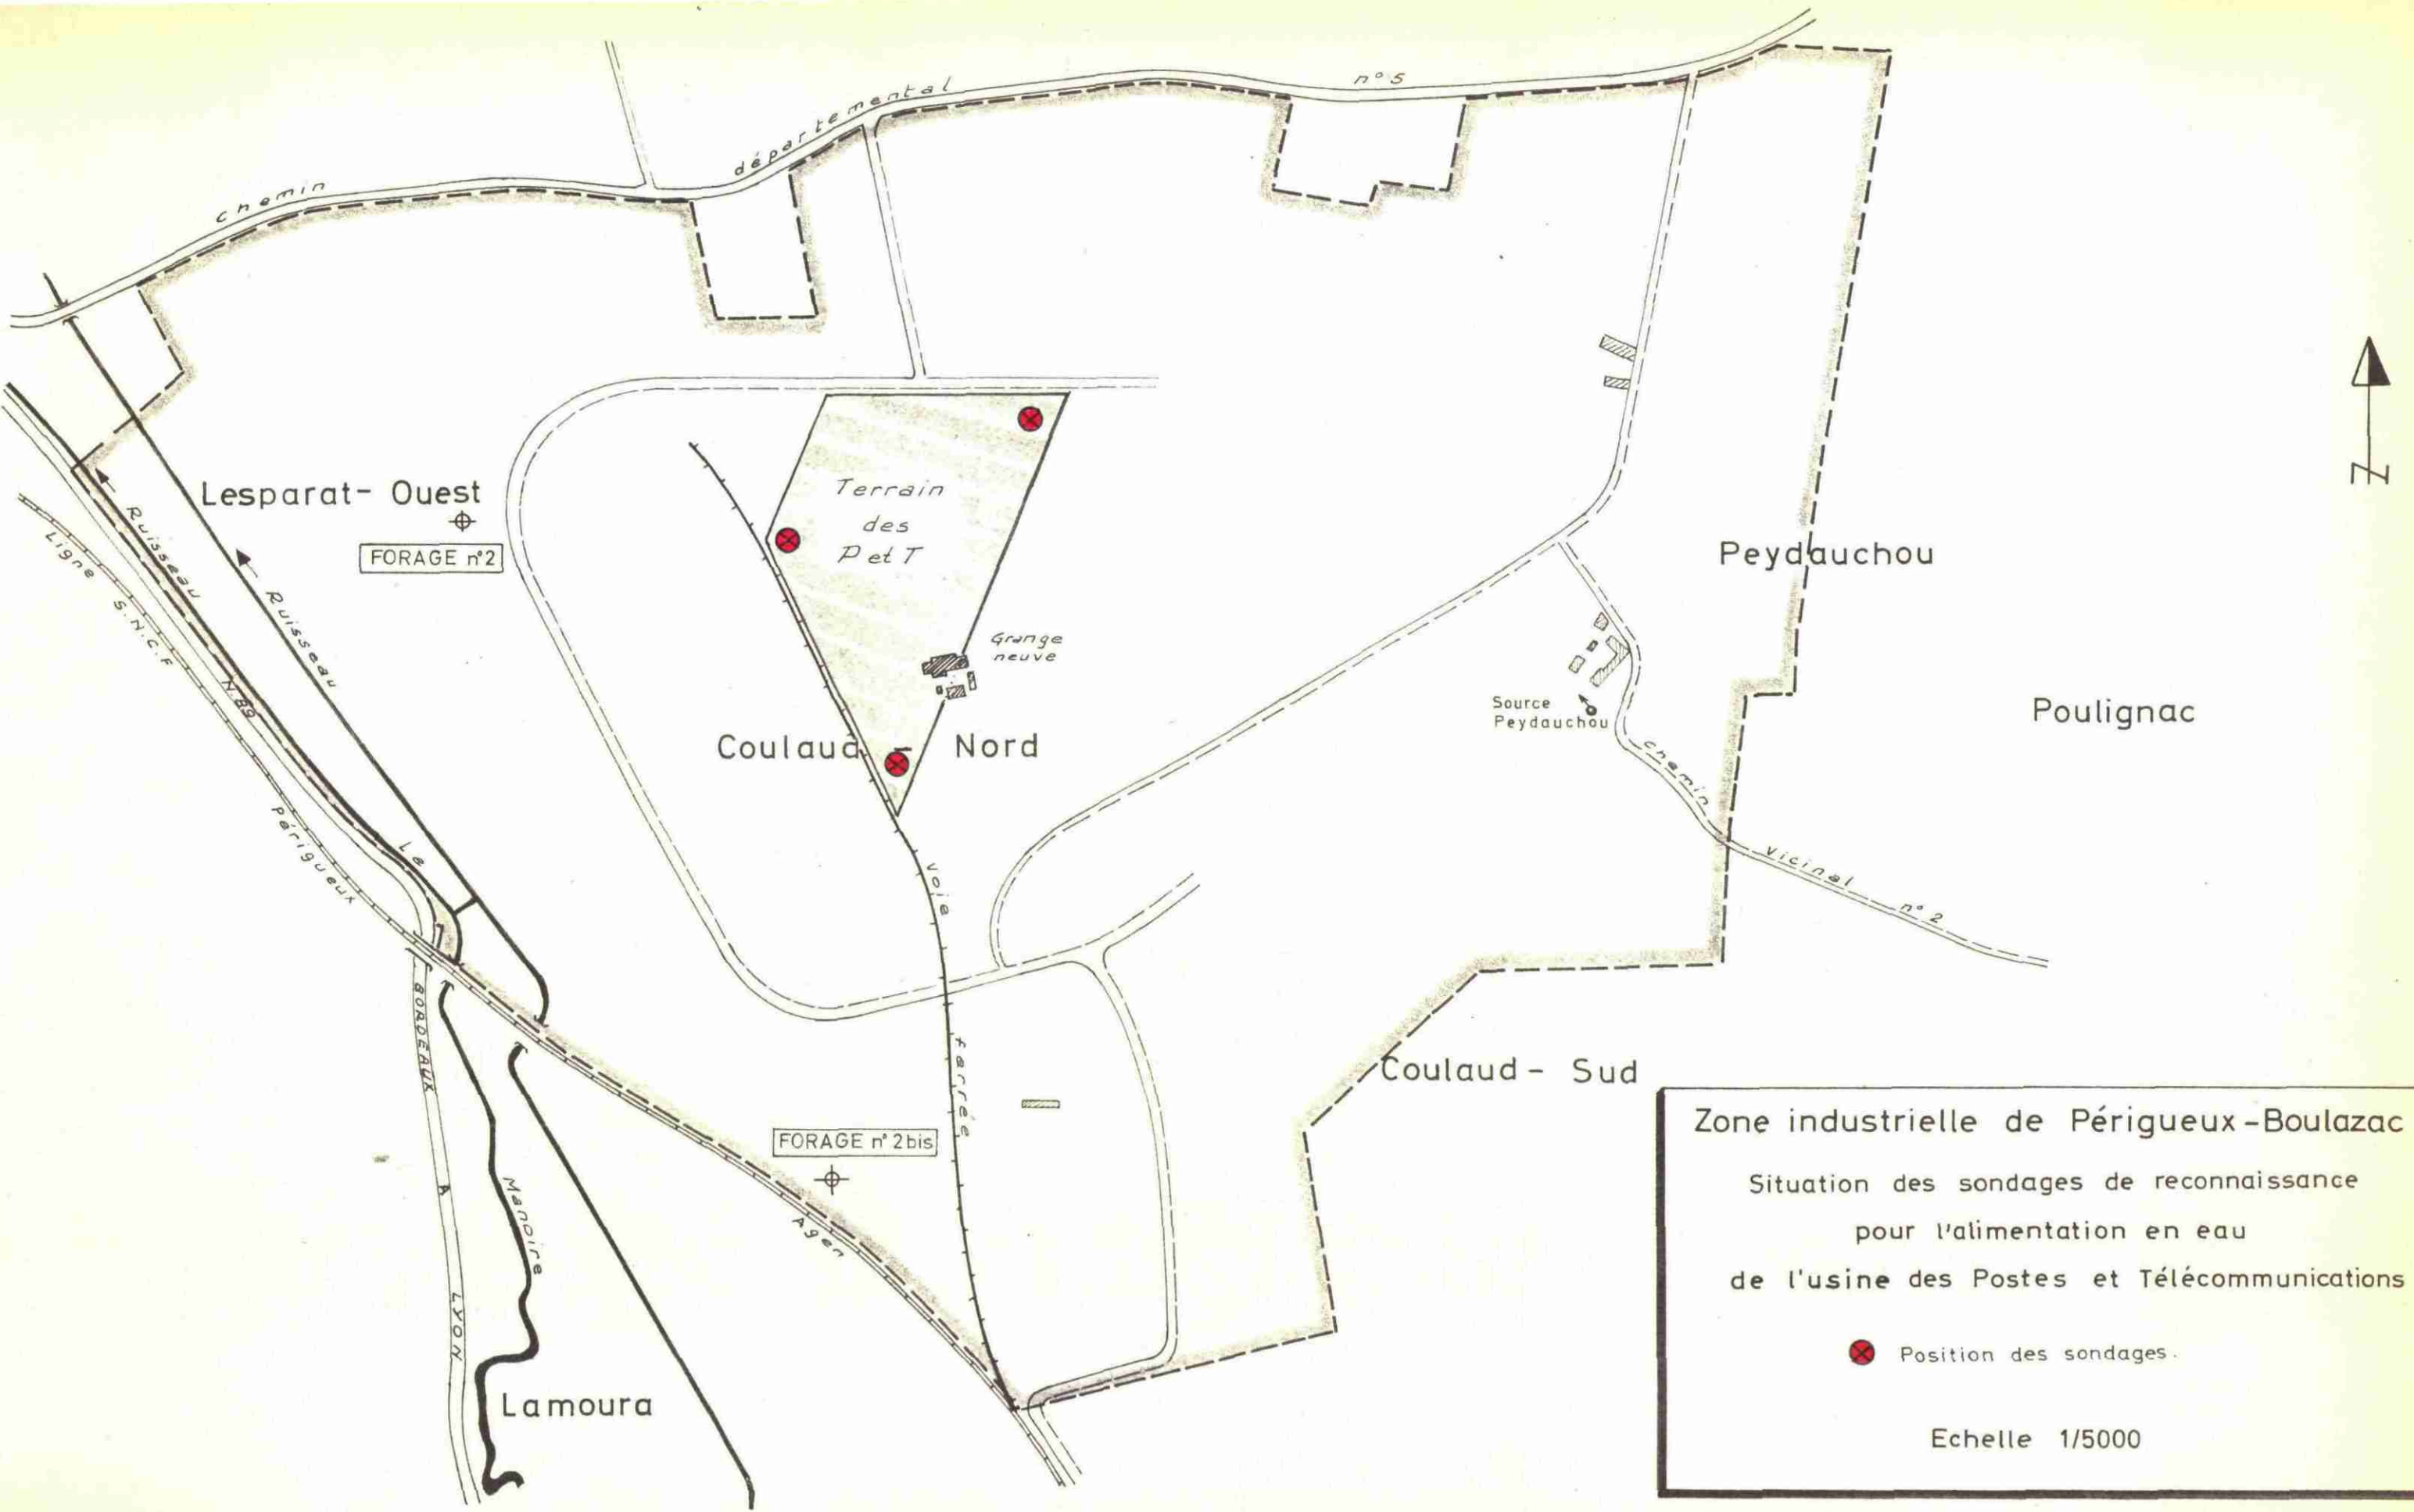 chemin départemental n° 5
Lesparat - Ouest
FORAGE n° 2
Ruisseau
Ruisseau
Ligne S.N.C.F
N.89
Périgueux
Le
Terrain
des
P et T
Grange
neuve
Coulaud Nord
Peydauchou
Source
Peydauchou
Poulignac
chemin vicinal n° 2
voie ferrée
BORDEAUX A LYON
Manoire
FORAGE n° 2bis
Agen
Coulaud - Sud
Lamoura
N
Zone industrielle de Périgueux - Boulazac
Situation des sondages de reconnaissance
pour l'alimentation en eau
de l'usine des Postes et Télécommunications
Position des sondages.
Echelle 1/5000